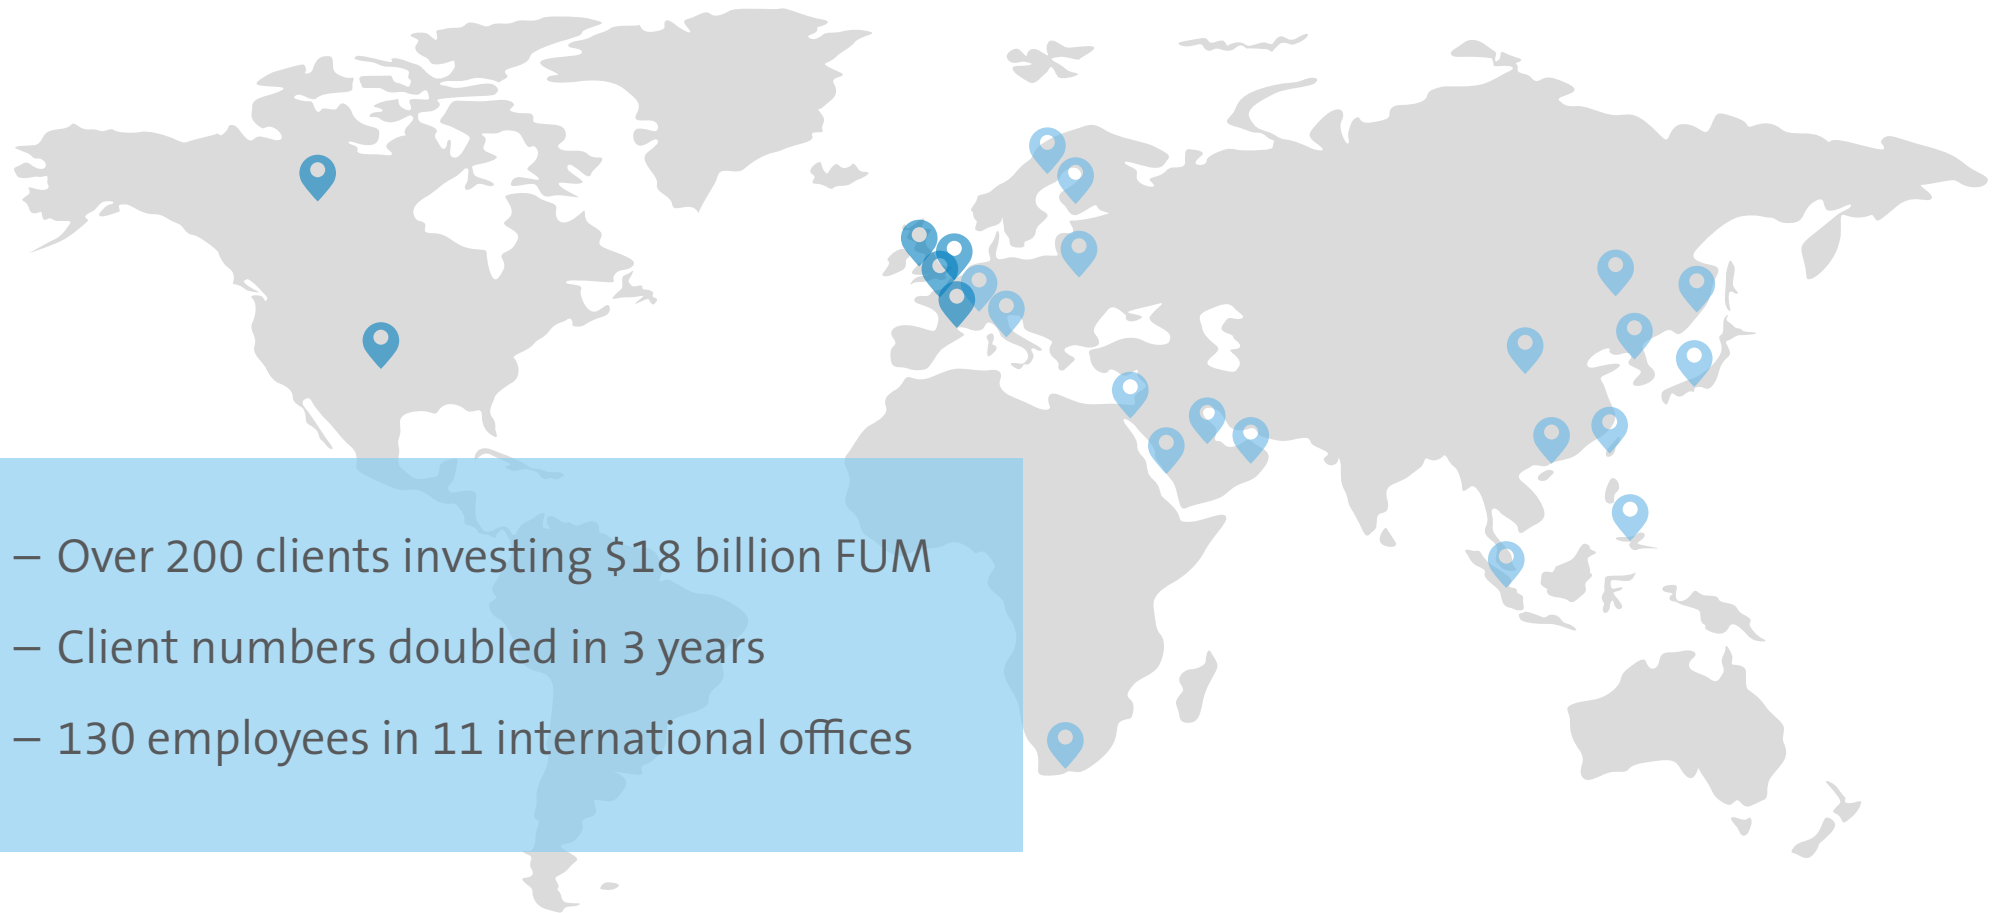 – Over 200 clients investing $18 billion FUM
– Client numbers doubled in 3 years
– 130 employees in 11 international offices